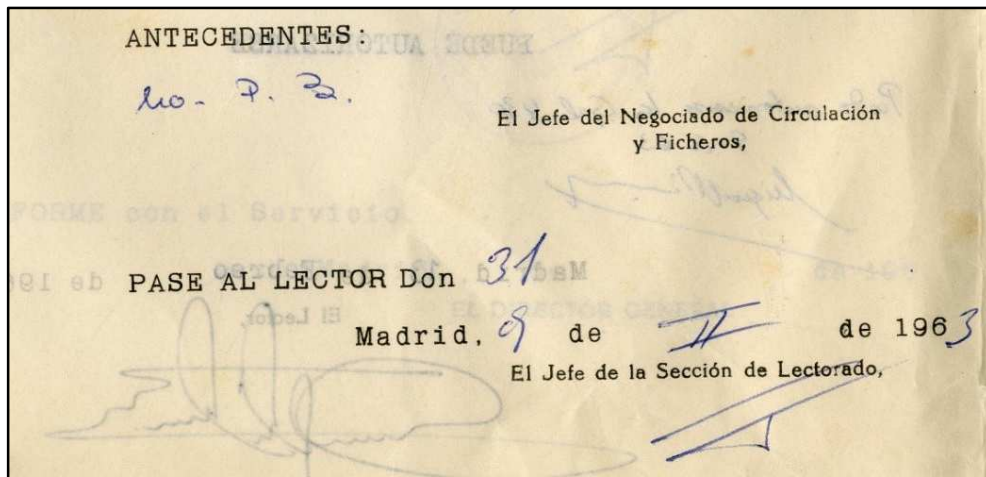 ANTECEDENTES:
no - P. B.
El Jefe del Negociado de Circulación
y Ficheros,
PASE AL LECTOR Don 31
Madrid, 9 de II de 1963
El Jefe de la Sección de Lectorado,